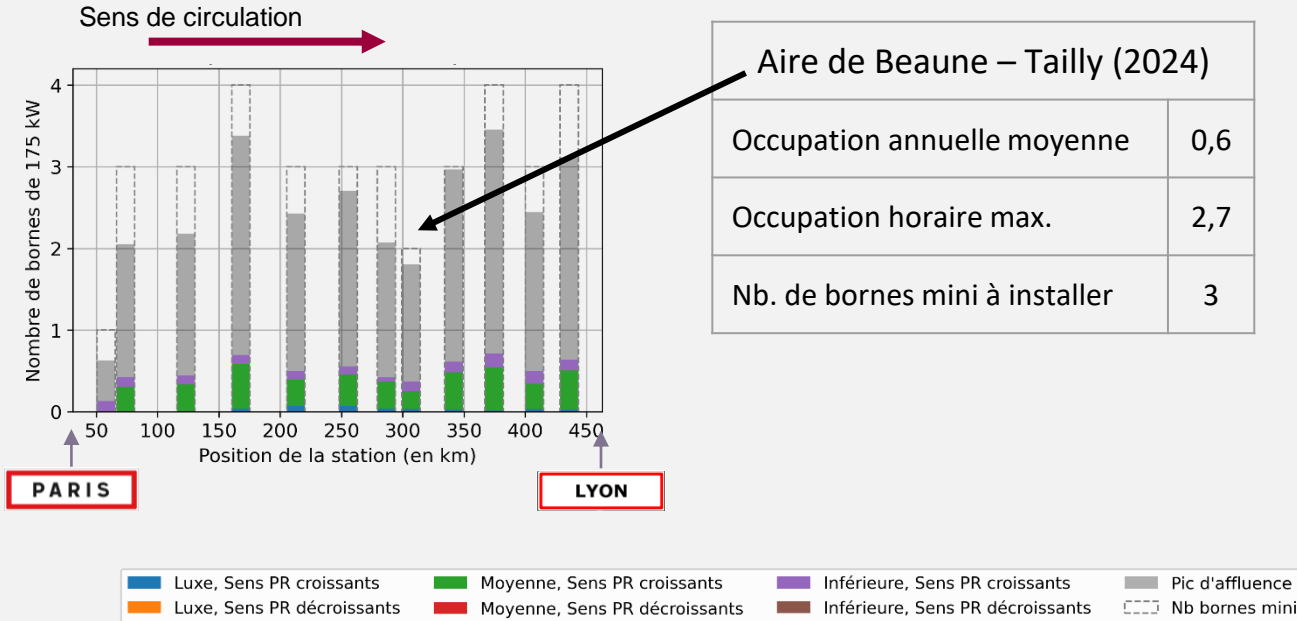 Sens de circulation
Aire de Beaune – Tailly (2024)
Occupation annuelle moyenne 0,6
Occupation horaire max. 2,7
Nb. de bornes mini à installer 3
Nombre de bornes de 175 kW
4
3
2
1
0
50 100 150 200 250 300 350 400 450
Position de la station (en km)
PARIS
LYON
Luxe, Sens PR croissants Moyenne, Sens PR croissants Inférieure, Sens PR croissants Pic d'affluence
Luxe, Sens PR décroissants Moyenne, Sens PR décroissants Inférieure, Sens PR décroissants Nb bornes mini